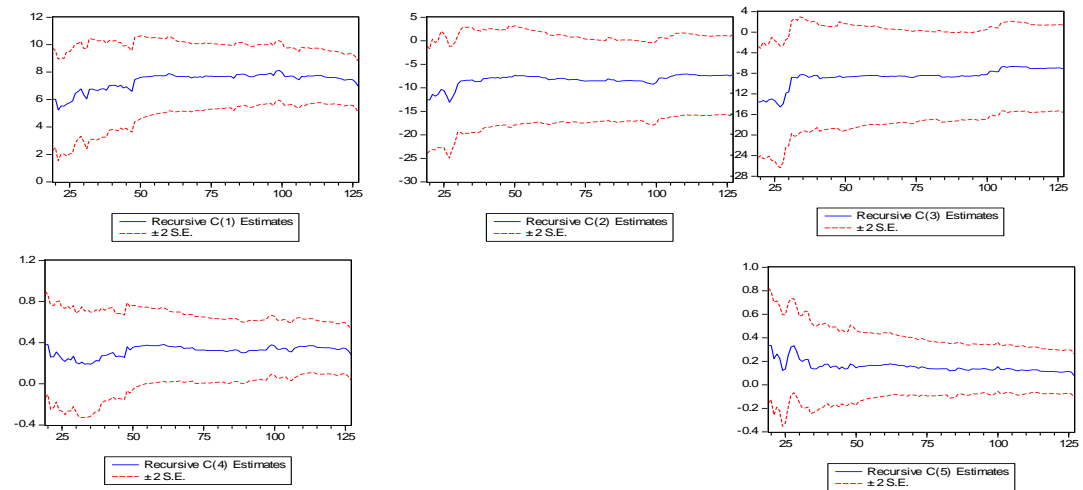 12
10
8
6
4
2
0
25 50 75 100 125
Recursive C(1) Estimates
± 2 S.E.
5
0
-5
-10
-15
-20
-25
-30
25 50 75 100 125
Recursive C(2) Estimates
± 2 S.E.
4
0
-4
-8
-12
-16
-20
-24
-28
25 50 75 100 125
Recursive C(3) Estimates
± 2 S.E.
1.2
0.8
0.4
0.0
-0.4
25 50 75 100 125
Recursive C(4) Estimates
± 2 S.E.
1.0
0.8
0.6
0.4
0.2
0.0
-0.2
-0.4
25 50 75 100 125
Recursive C(5) Estimates
± 2 S.E.